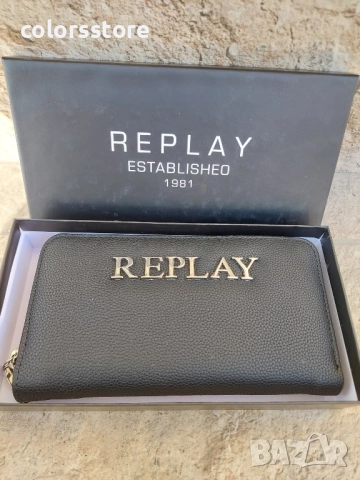 colorsstore
REPLAY
ESTABLISHED
1981
REPLAY
BAZAR